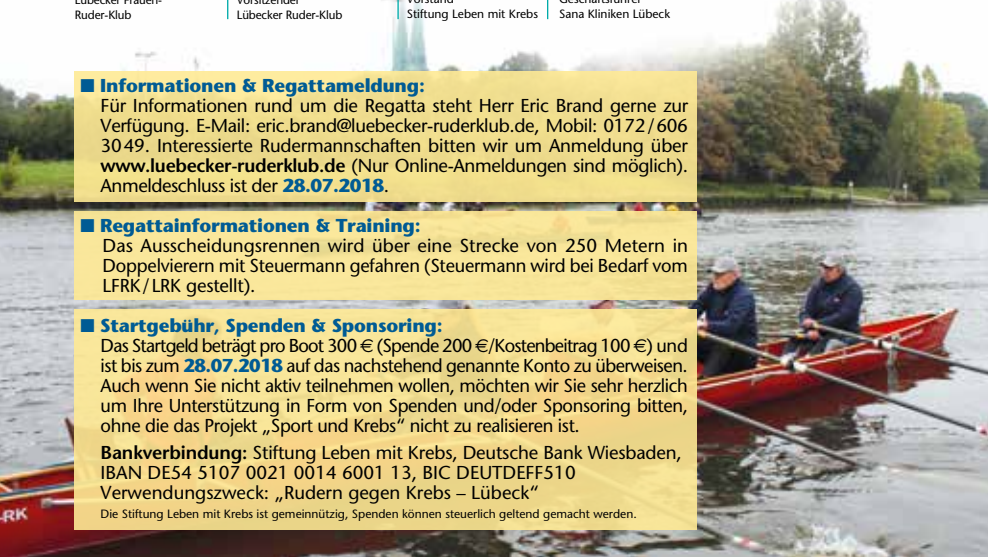 Lübecker Frauen-
Ruder-Klub
Vorsitzender
Lübecker Ruder-Klub
Vorstand
Stiftung Leben mit Krebs
Geschäftsführer
Sana Kliniken Lübeck
■ Informationen & Regattameldung:
Für Informationen rund um die Regatta steht Herr Eric Brand gerne zur
Verfügung. E-Mail: eric.brand@luebecker-ruderklub.de, Mobil: 0172/606
3049. Interessierte Rudermannschaften bitten wir um Anmeldung über
www.luebecker-ruderklub.de (Nur Online-Anmeldungen sind möglich).
Anmeldeschluss ist der 28.07.2018.
■ Regattainformationen & Training:
Das Ausscheidungsrennen wird über eine Strecke von 250 Metern in
Doppelvierern mit Steuermann gefahren (Steuermann wird bei Bedarf vom
LFRK/LRK gestellt).
■ Startgebühr, Spenden & Sponsoring:
Das Startgeld beträgt pro Boot 300 € (Spende 200 €/Kostenbeitrag 100 €) und
ist bis zum 28.07.2018 auf das nachstehend genannte Konto zu überweisen.
Auch wenn Sie nicht aktiv teilnehmen wollen, möchten wir Sie sehr herzlich
um Ihre Unterstützung in Form von Spenden und/oder Sponsoring bitten,
ohne die das Projekt „Sport und Krebs“ nicht zu realisieren ist.
Bankverbindung: Stiftung Leben mit Krebs, Deutsche Bank Wiesbaden,
IBAN DE54 5107 0021 0014 6001 13, BIC DEUTDEFF510
Verwendungszweck: „Rudern gegen Krebs – Lübeck“
Die Stiftung Leben mit Krebs ist gemeinnützig, Spenden können steuerlich geltend gemacht werden.
-RK